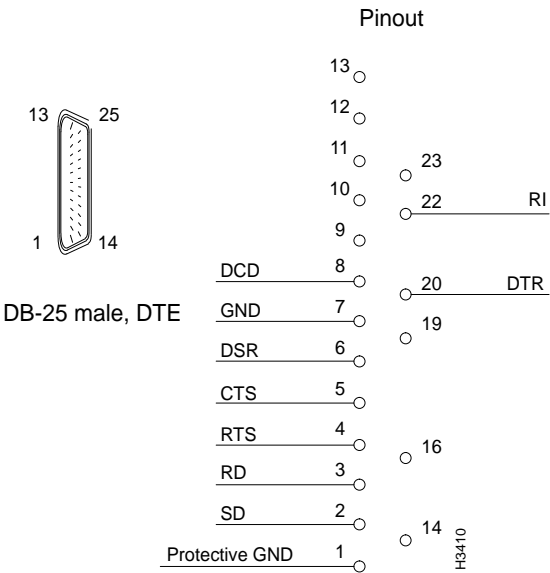 Pinout
13
12
11
10
9
DCD 8
GND 7
DSR 6
CTS 5
RTS 4
RD 3
SD 2
Protective GND 1
23
22 RI
20 DTR
19
16
14
H3410
13 25
1 14
DB-25 male, DTE